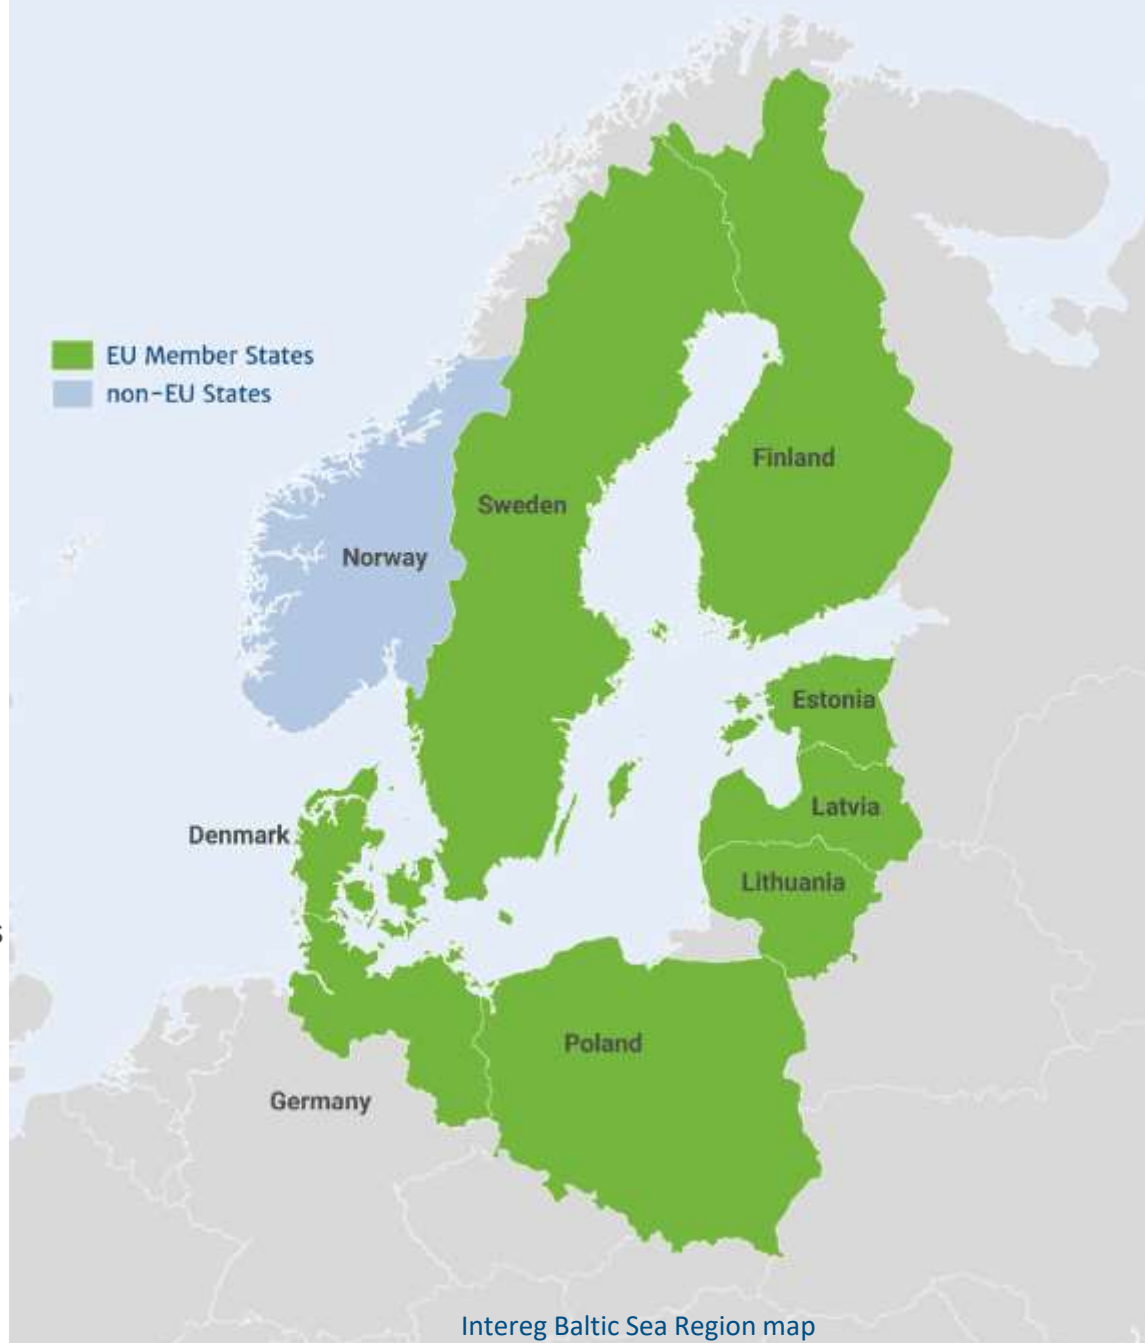 EU Member States
non-EU States
Finland
Sweden
Norway
Estonia
Latvia
Denmark
Lithuania
s
Poland
Germany
Intereg Baltic Sea Region map